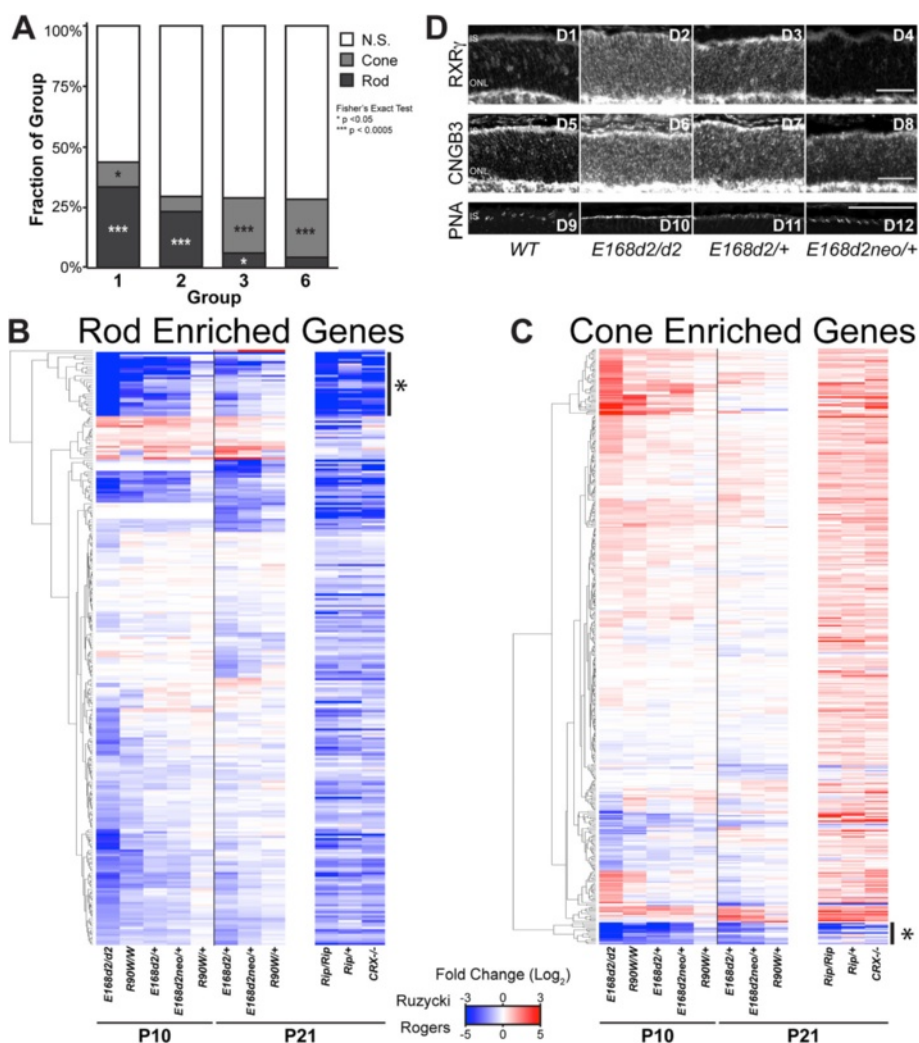 A
100%
75%
50%
25%
0%
Fraction of Group
*
***
***
***
*
***
1 2 3 6
Group
N.S.
Cone
Rod
Fisher's Exact Test
* p <0.05
*** p < 0.0005
D
RXRγ
IS
ONL
D1 D2 D3 D4
CNGB3
ONL
D5 D6 D7 D8
PNA
IS
D9 D10 D11 D12
WT E168d2/d2 E168d2/+ E168d2neo/+
B Rod Enriched Genes
*
E168d2/d2
R90W/W
E168d2/+
E168d2neo/+
R90W/+
E168d2/+
E168d2neo/+
R90W/+
Rip/Rip
Rip/+
CRX-/-
P10 P21
Fold Change (Log2)
Ruzycki -3 0 3
Rogers -5 0 5
C Cone Enriched Genes
*
E168d2/d2
R90W/W
E168d2/+
E168d2neo/+
R90W/+
E168d2/+
E168d2neo/+
R90W/+
Rip/Rip
Rip/+
CRX-/-
P10 P21